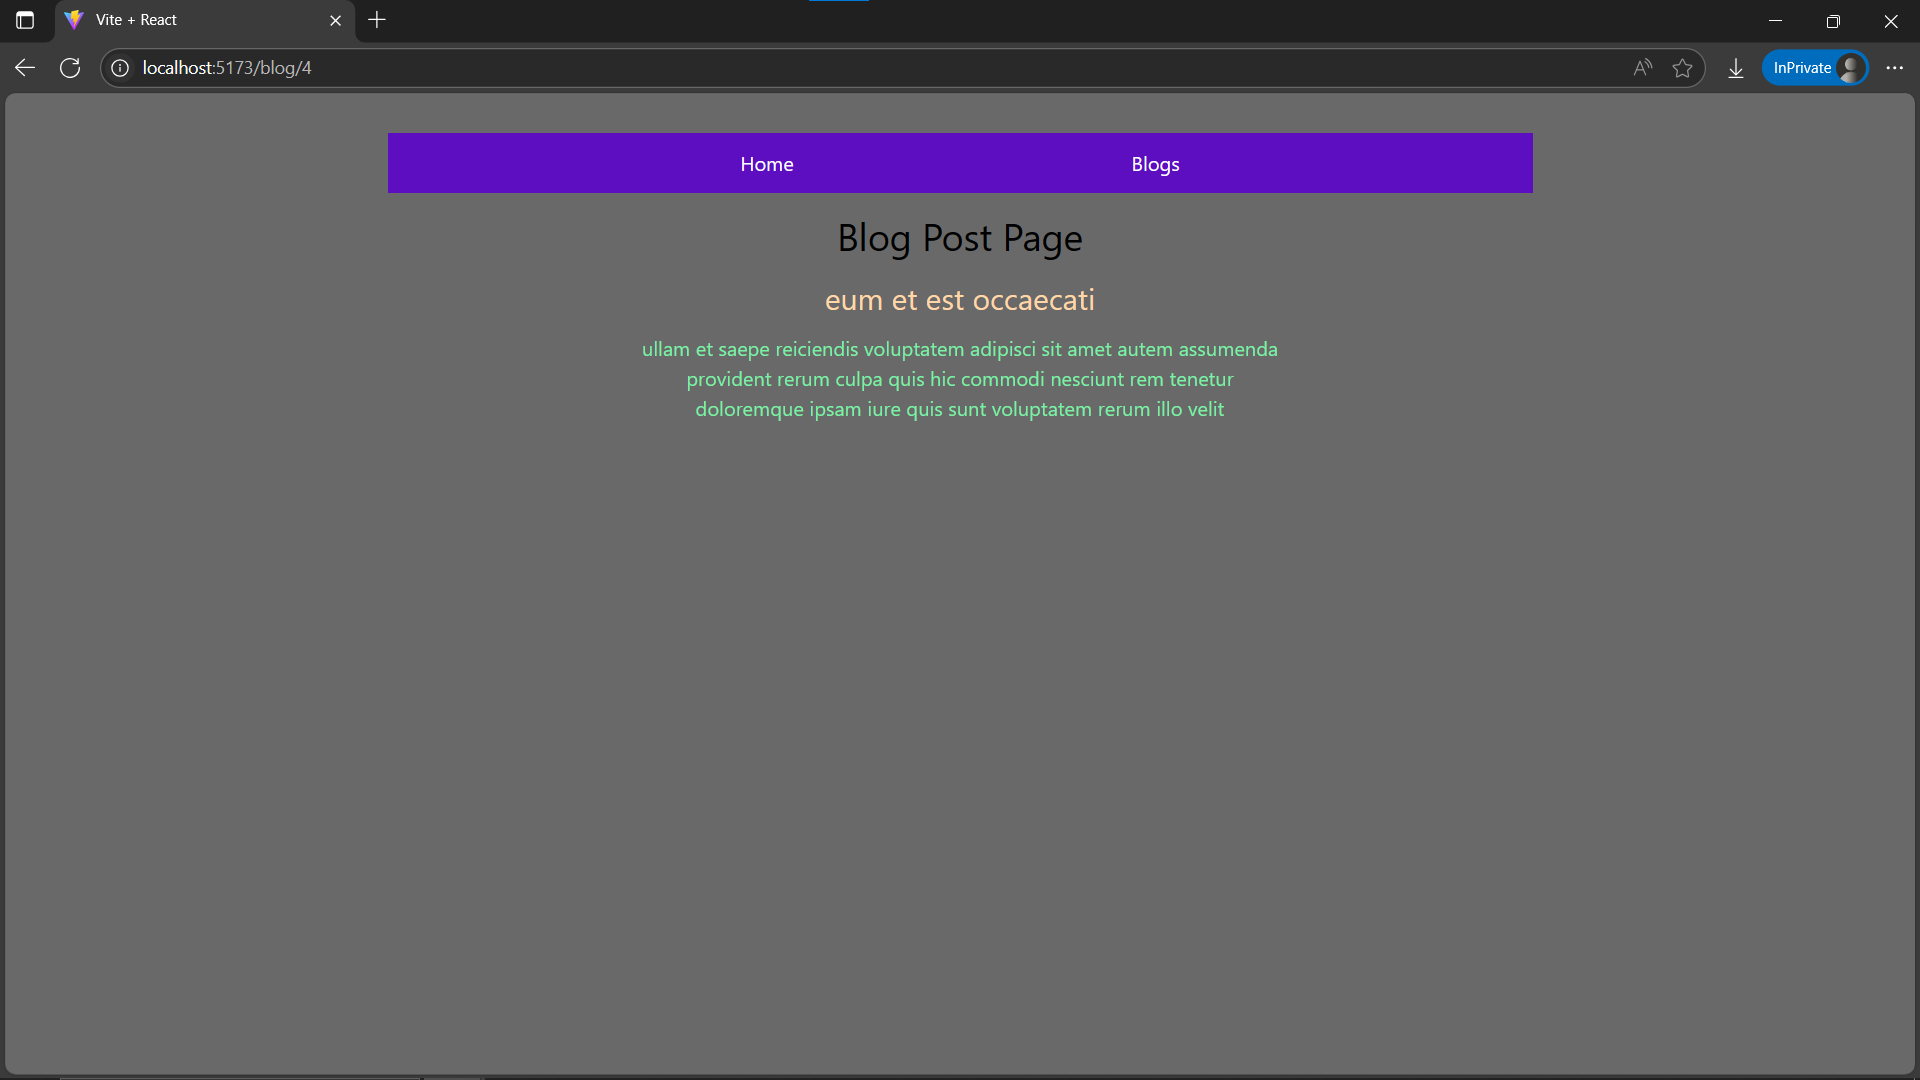 Vite + React
localhost:5173/blog/4
InPrivate
Home
Blogs
Blog Post Page
eum et est occaecati
ullam et saepe reiciendis voluptatem adipisci sit amet autem assumenda
provident rerum culpa quis hic commodi nesciunt rem tenetur
doloremque ipsam iure quis sunt voluptatem rerum illo velit